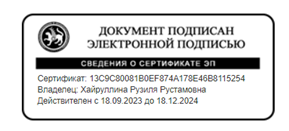 ДОКУМЕНТ ПОДПИСАН
ЭЛЕКТРОННОЙ ПОДПИСЬЮ
СВЕДЕНИЯ О СЕРТИФИКАТЕ ЭП
Сертификат: 13C9C80081B0EF874A178E46B8115254
Владелец: Хайруллина Рузиля Рустамовна
Действителен с 18.09.2023 до 18.12.2024